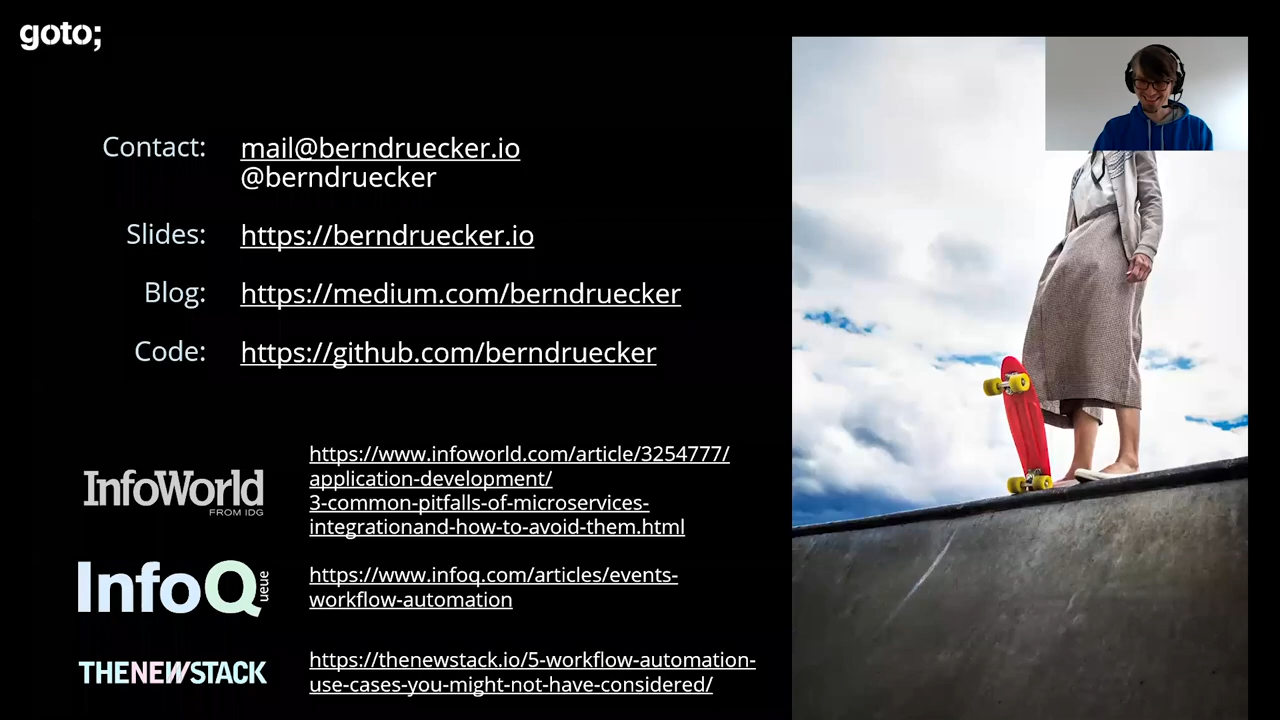 goto;
Contact: mail@berndruecker.io
@berndruecker
Slides: https://berndruecker.io
Blog: https://medium.com/berndruecker
Code: https://github.com/berndruecker
InfoWorld
FROM IDG
https://www.infoworld.com/article/3254777/
application-development/
3-common-pitfalls-of-microservices-
integrationand-how-to-avoid-them.html
InfoQueue
https://www.infoq.com/articles/events-
workflow-automation
THENEWSTACK
https://thenewstack.io/5-workflow-automation-
use-cases-you-might-not-have-considered/